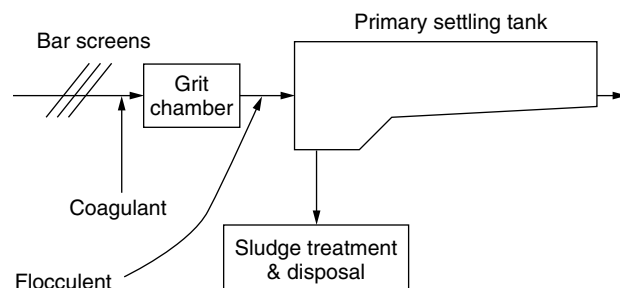 Primary settling tank
Bar screens
Grit
chamber
Coagulant
Sludge treatment
& disposal
Flocculent